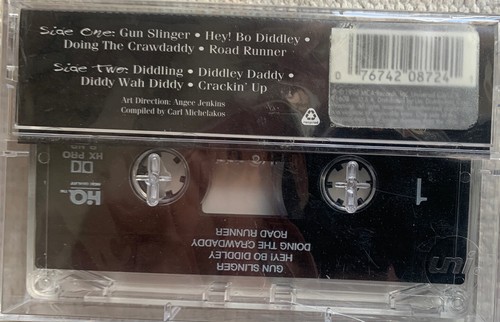 Side One: Gun Slinger • Hey! Bo Diddley •
Doing The Crawdaddy • Road Runner
Side Two: Diddling • Diddley Daddy •
Diddy Wah Diddy • Crackin' Up
Art Direction: Angee Jenkins
Compiled by Carl Michelakos
0 76742 08724
HX PRO
HQ
1
GUN SLINGER
HEY! BO DIDDLEY
DOING THE CRAWDADDY
ROAD RUNNER
uni